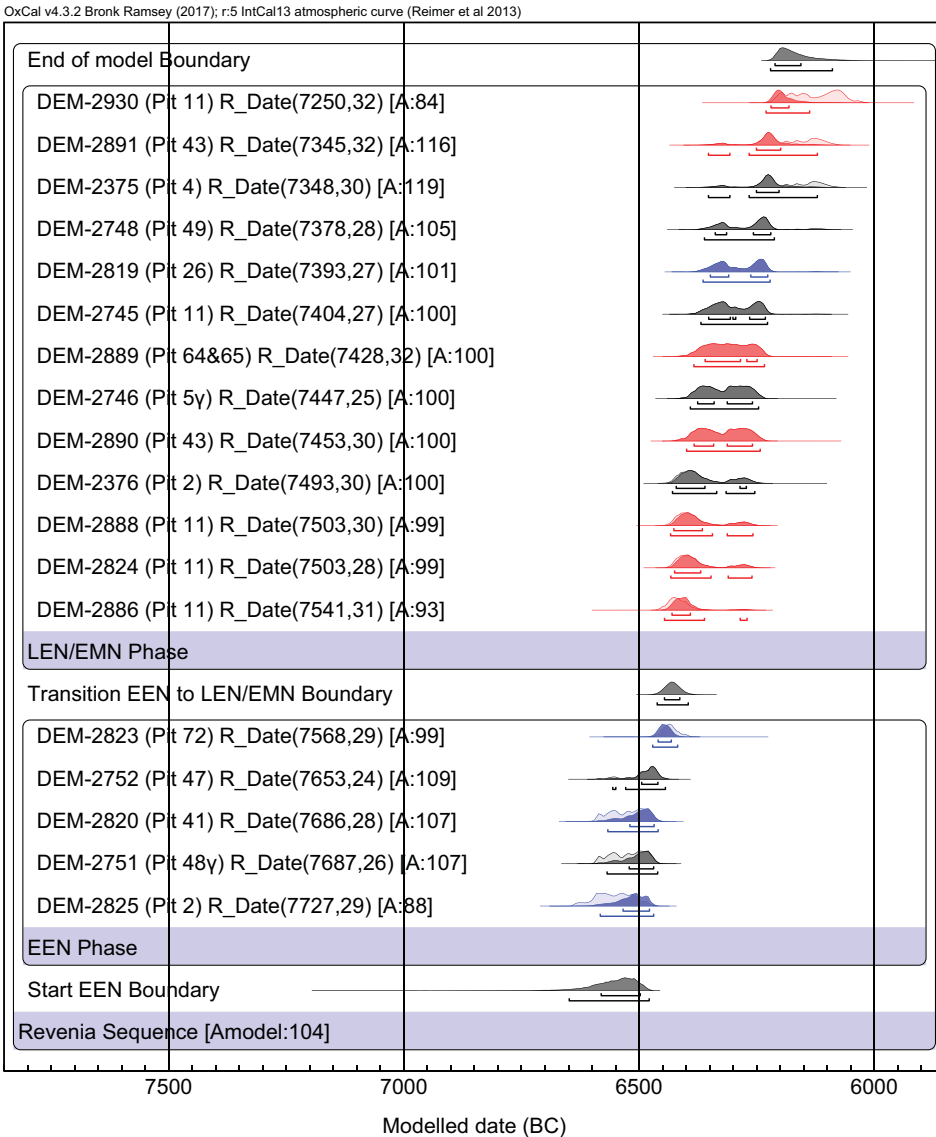 OxCal v4.3.2 Bronk Ramsey (2017); r:5 IntCal13 atmospheric curve (Reimer et al 2013)
End of model Boundary
DEM-2930 (Pit 11) R_Date(7250,32) [A:84]
DEM-2891 (Pit 43) R_Date(7345,32) [A:116]
DEM-2375 (Pit 4) R_Date(7348,30) [A:119]
DEM-2748 (Pit 49) R_Date(7378,28) [A:105]
DEM-2819 (Pit 26) R_Date(7393,27) [A:101]
DEM-2745 (Pit 11) R_Date(7404,27) [A:100]
DEM-2889 (Pit 64&65) R_Date(7428,32) [A:100]
DEM-2746 (Pit 5γ) R_Date(7447,25) [A:100]
DEM-2890 (Pit 43) R_Date(7453,30) [A:100]
DEM-2376 (Pit 2) R_Date(7493,30) [A:100]
DEM-2888 (Pit 11) R_Date(7503,30) [A:99]
DEM-2824 (Pit 11) R_Date(7503,28) [A:99]
DEM-2886 (Pit 11) R_Date(7541,31) [A:93]
LEN/EMN Phase
Transition EEN to LEN/EMN Boundary
DEM-2823 (Pit 72) R_Date(7568,29) [A:99]
DEM-2752 (Pit 47) R_Date(7653,24) [A:109]
DEM-2820 (Pit 41) R_Date(7686,28) [A:107]
DEM-2751 (Pit 48γ) R_Date(7687,26) [A:107]
DEM-2825 (Pit 2) R_Date(7727,29) [A:88]
EEN Phase
Start EEN Boundary
Revenia Sequence [Amodel:104]
7500 7000 6500 6000
Modelled date (BC)